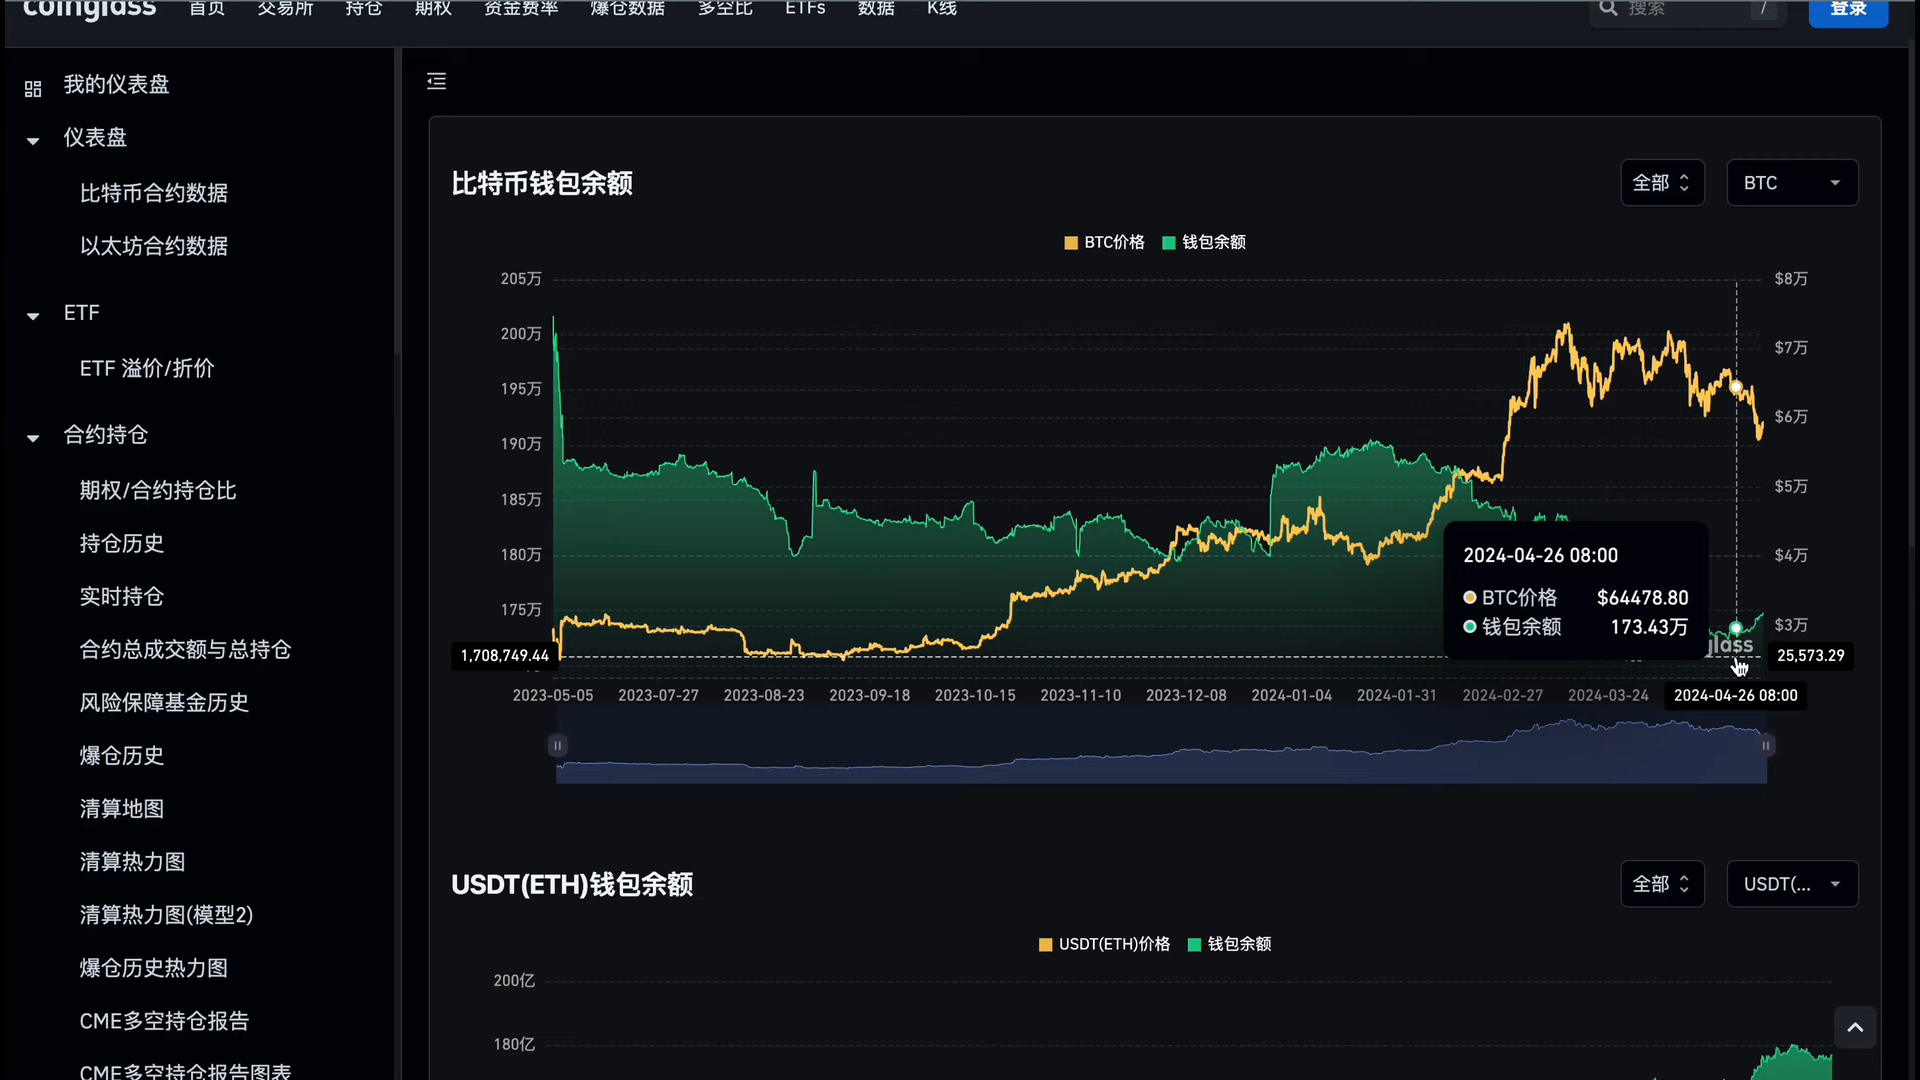 coinglass 首页 交易所 持仓 期权 资金费率 爆仓数据 多空比 ETFs 数据 K线 搜索 / 登录
我的仪表盘
仪表盘
比特币合约数据
以太坊合约数据
ETF
ETF 溢价/折价
合约持仓
期权/合约持仓比
持仓历史
实时持仓
合约总成交额与总持仓
风险保障基金历史
爆仓历史
清算地图
清算热力图
清算热力图(模型2)
爆仓历史热力图
CME多空持仓报告
CME多空持仓报告图表
比特币钱包余额 全部 BTC
BTC价格 钱包余额
205万 $8万
200万
$7万
195万
$6万
190万
185万 $5万
180万 $4万
175万 $3万
2024-04-26 08:00
BTC价格 $64478.80
钱包余额 173.43万
glass
1,708,749.44 25,573.29
2023-05-05 2023-07-27 2023-08-23 2023-09-18 2023-10-15 2023-11-10 2023-12-08 2024-01-04 2024-01-31 2024-02-27 2024-03-24 2024-04-26 08:00
USDT(ETH)钱包余额 全部 USDT(...
USDT(ETH)价格 钱包余额
200亿
180亿